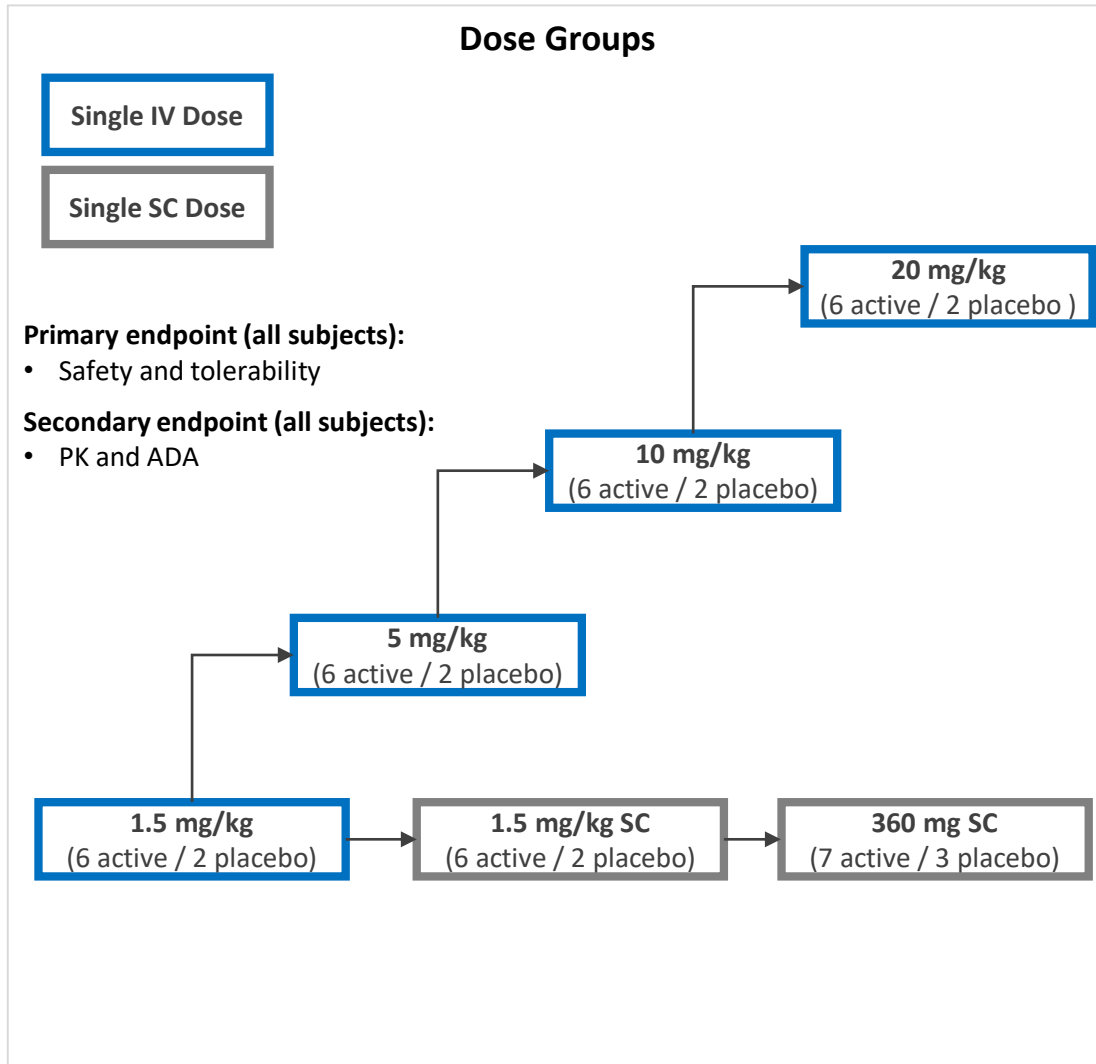 Dose Groups
Single IV Dose
Single SC Dose
20 mg/kg
(6 active / 2 placebo )
Primary endpoint (all subjects):
• Safety and tolerability
Secondary endpoint (all subjects):
• PK and ADA
10 mg/kg
(6 active / 2 placebo)
5 mg/kg
(6 active / 2 placebo)
1.5 mg/kg
(6 active / 2 placebo)
1.5 mg/kg SC
(6 active / 2 placebo)
360 mg SC
(7 active / 3 placebo)